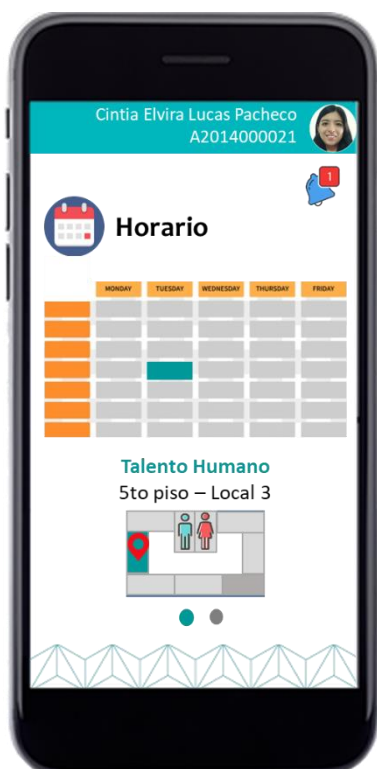 Cintia Elvira Lucas Pacheco
A2014000021
1
Horario
MONDAY TUESDAY WEDNESDAY THURSDAY FRIDAY
Talento Humano
5to piso – Local 3